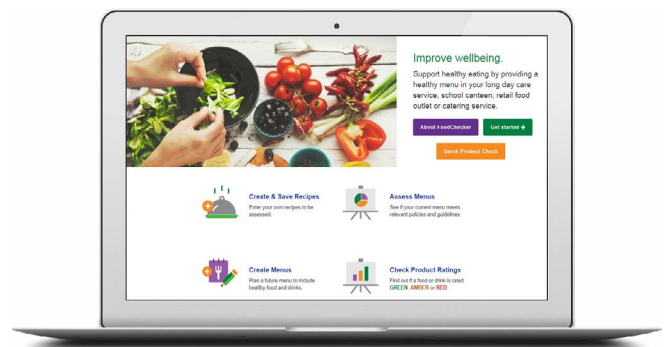 Improve wellbeing.
Support healthy eating by providing a
healthy menu in your long day care
service, school canteen, retail food
outlet or catering service.
About FoodChecker
Get started →
Quick Product Check
Create & Save Recipes
Enter your own recipes to be
assessed.
Assess Menus
See if your current menu meets
relevant policies and guidelines.
Create Menus
Plan a future menu to include
healthy food and drinks.
Check Product Ratings
Find out if a food or drink is rated
GREEN, AMBER or RED.